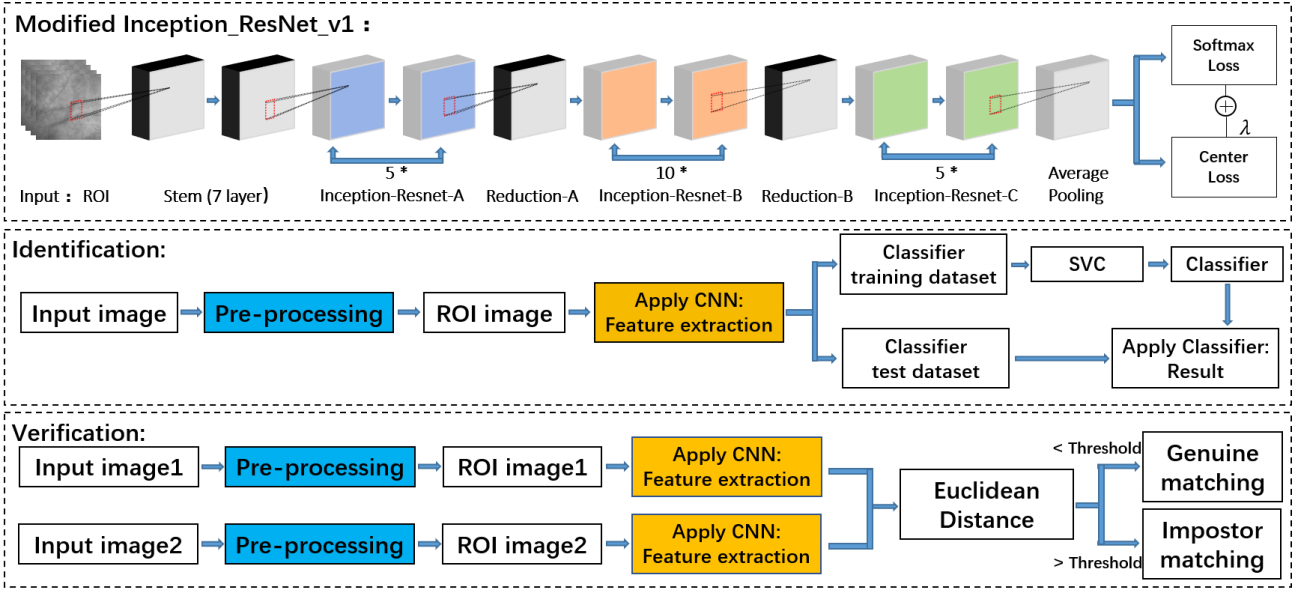 Modified Inception_ResNet_v1：
Softmax
Loss
λ
Center
Loss
5 *
10 *
5 *
Input：ROI
Stem (7 layer)
Inception-Resnet-A
Reduction-A
Inception-Resnet-B
Reduction-B
Inception-Resnet-C
Average
Pooling
Identification:
Input image
Pre-processing
ROI image
Apply CNN:
Feature extraction
Classifier
training dataset
SVC
Classifier
Classifier
test dataset
Apply Classifier:
Result
Verification:
Input image1
Pre-processing
ROI image1
Apply CNN:
Feature extraction
Input image2
Pre-processing
ROI image2
Apply CNN:
Feature extraction
Euclidean
Distance
< Threshold
Genuine
matching
> Threshold
Impostor
matching